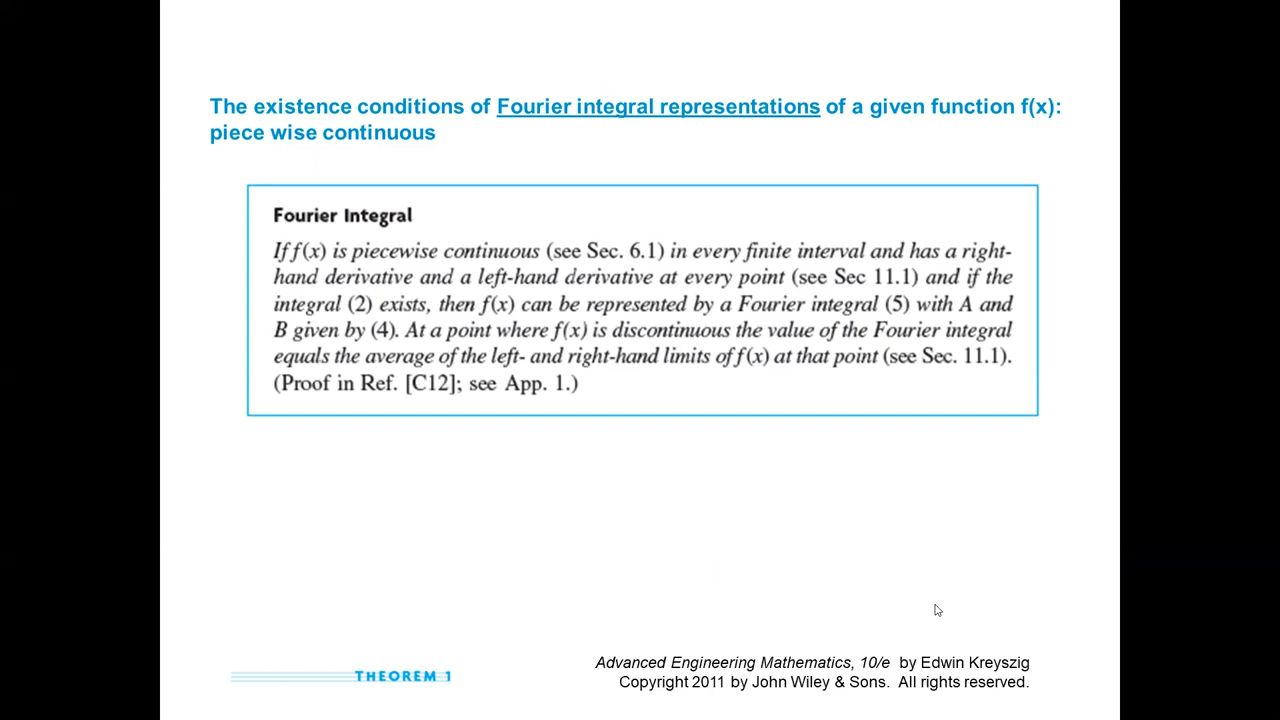 The existence conditions of Fourier integral representations of a given function f(x):
piece wise continuous
Fourier Integral
If f(x) is piecewise continuous (see Sec. 6.1) in every finite interval and has a right-
hand derivative and a left-hand derivative at every point (see Sec 11.1) and if the
integral (2) exists, then f(x) can be represented by a Fourier integral (5) with A and
B given by (4). At a point where f(x) is discontinuous the value of the Fourier integral
equals the average of the left- and right-hand limits of f(x) at that point (see Sec. 11.1).
(Proof in Ref. [C12]; see App. 1.)
THEOREM 1
Advanced Engineering Mathematics, 10/e by Edwin Kreyszig
Copyright 2011 by John Wiley & Sons. All rights reserved.